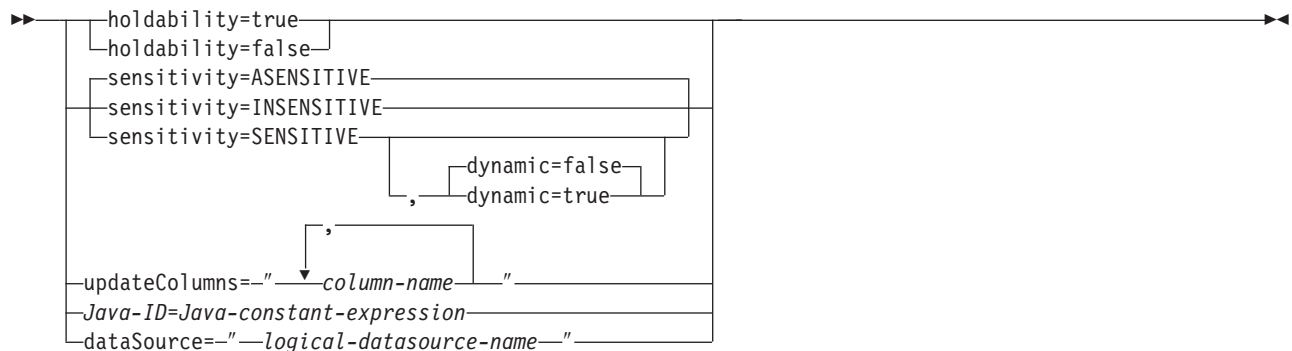 holdability=true
holdability=false
sensitivity=ASENSITIVE
sensitivity=INSENSITIVE
sensitivity=SENSITIVE
dynamic=false
, dynamic=true
,
updateColumns= " column-name "
Java-ID=Java-constant-expression
dataSource= " logical-datasource-name "